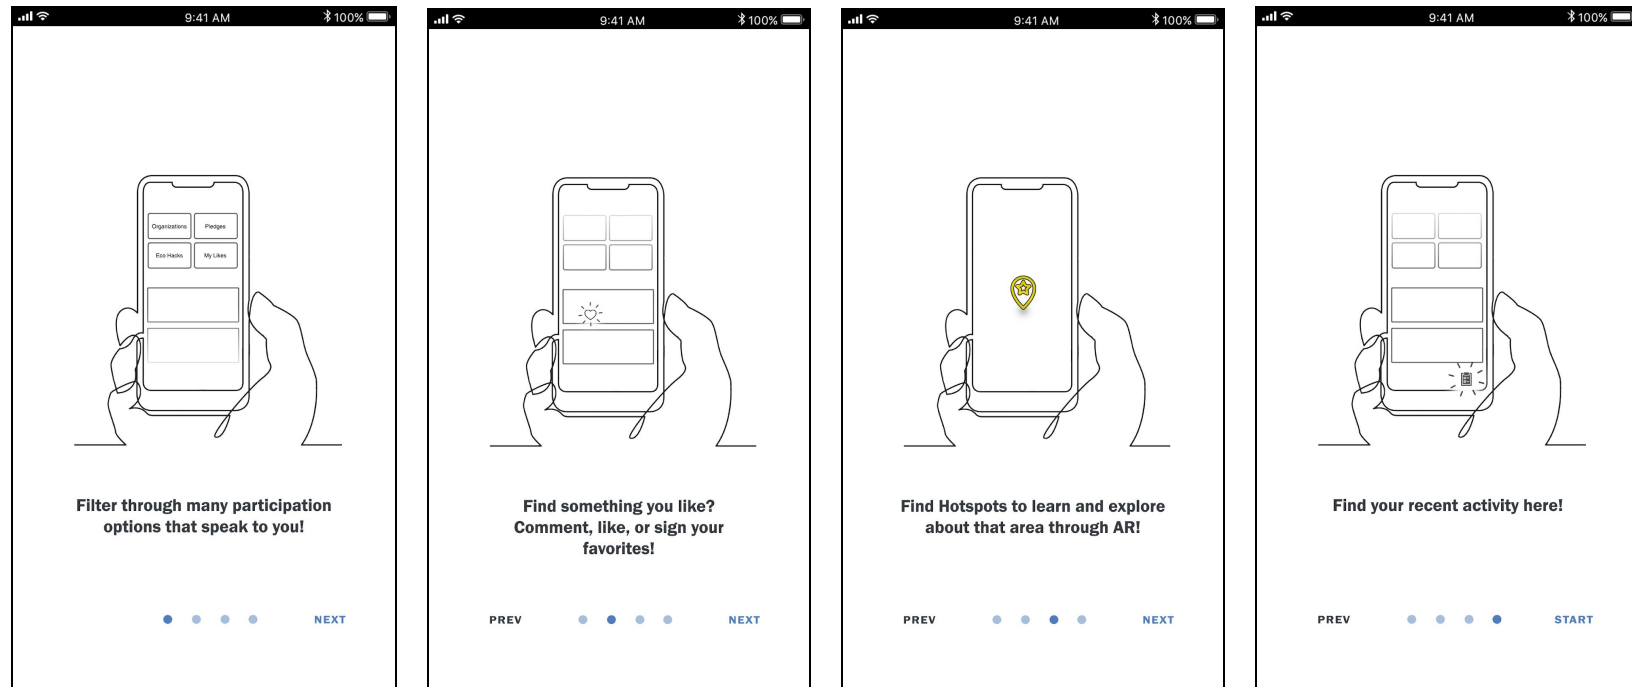 9:41 AM
100%
Organizations
Pledges
Eco Hacks
My Likes
Filter through many participation
options that speak to you!
NEXT
9:41 AM
100%
Find something you like?
Comment, like, or sign your
favorites!
PREV
NEXT
9:41 AM
100%
Find Hotspots to learn and explore
about that area through AR!
PREV
NEXT
9:41 AM
100%
Find your recent activity here!
PREV
START